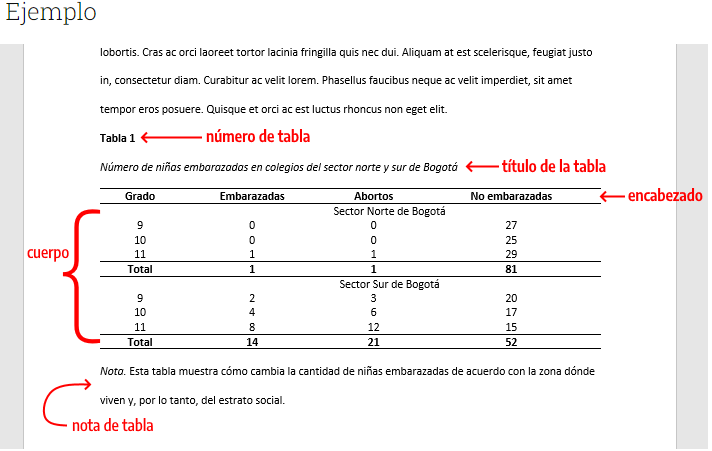 Ejemplo
lobortis. Cras ac orci laoreet tortor lacinia fringilla quis nec dui. Aliquam at est scelerisque, feugiat justo
in, consectetur diam. Curabitur ac velit lorem. Phasellus faucibus neque ac velit imperdiet, sit amet
tempor eros posuere. Quisque et orci ac est luctus rhoncus non eget elit.
Tabla 1 número de tabla
Número de niñas embarazadas en colegios del sector norte y sur de Bogotá título de la tabla
Grado Embarazadas Abortos No embarazadas encabezado
Sector Norte de Bogotá
9 0 0 27
10 0 0 25
11 1 1 29
cuerpo
Total 1 1 81
Sector Sur de Bogotá
9 2 3 20
10 4 6 17
11 8 12 15
Total 14 21 52
Nota. Esta tabla muestra cómo cambia la cantidad de niñas embarazadas de acuerdo con la zona dónde
viven y, por lo tanto, del estrato social.
nota de tabla